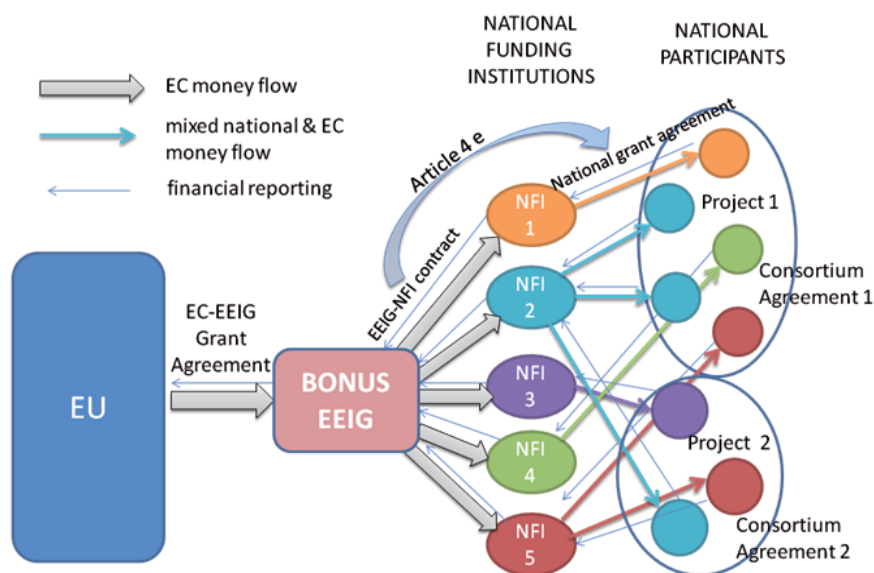 NATIONAL
FUNDING
INSTITUTIONS
NATIONAL
PARTICIPANTS
EC money flow
mixed national & EC
money flow
financial reporting
Article 4 e
National grant agreement
EEIG-NFI contract
NFI
1
NFI
2
NFI
3
NFI
4
NFI
5
Project 1
Consortium
Agreement 1
EC-EEIG
Grant
Agreement
EU
BONUS
EEIG
Project 2
Consortium
Agreement 2